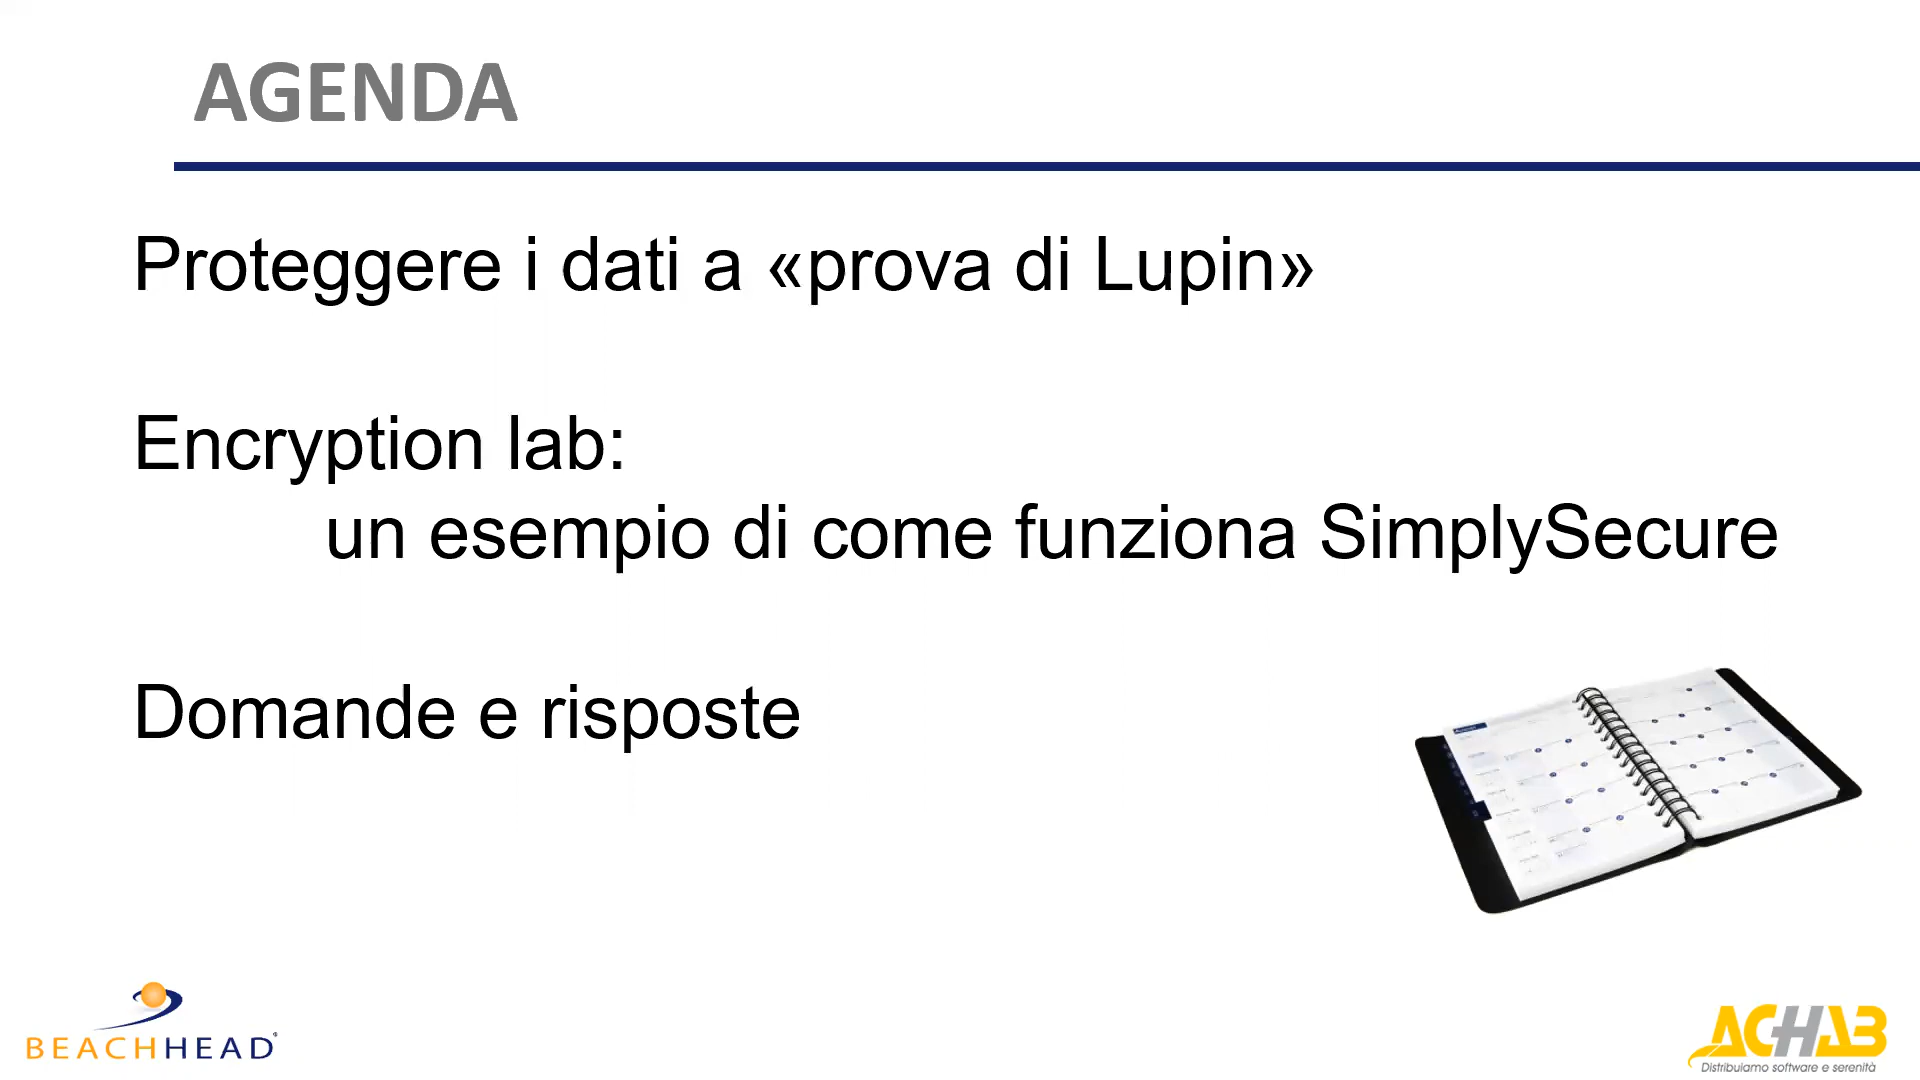 AGENDA
Proteggere i dati a «prova di Lupin»
Encryption lab:
un esempio di come funziona SimplySecure
Domande e risposte
BEACHHEAD
ACHAB
Distribuiamo software e serenità